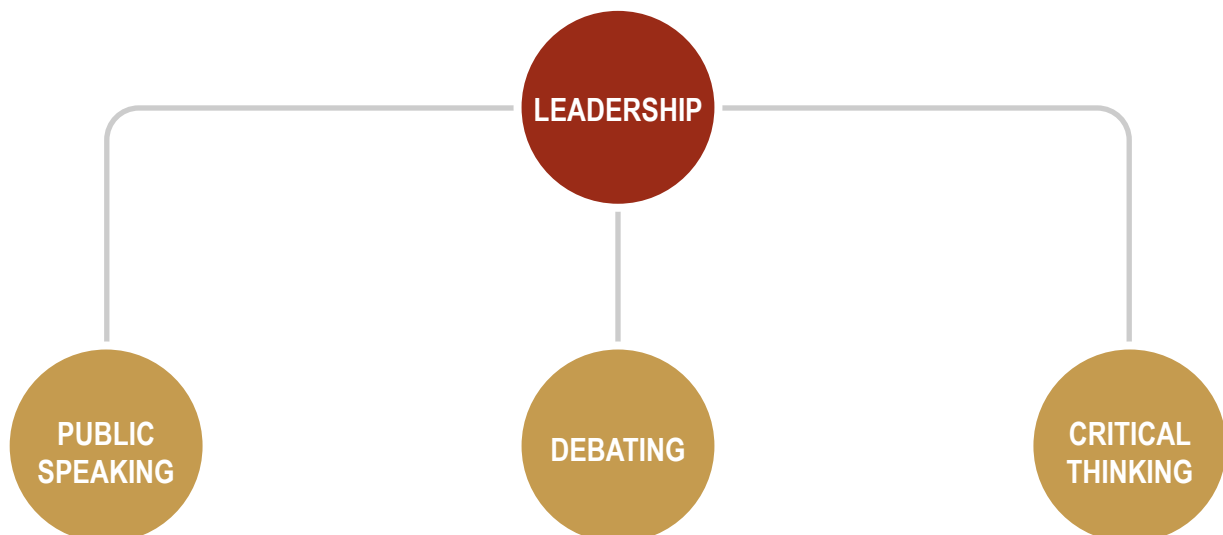 LEADERSHIP
PUBLIC
SPEAKING
DEBATING
CRITICAL
THINKING